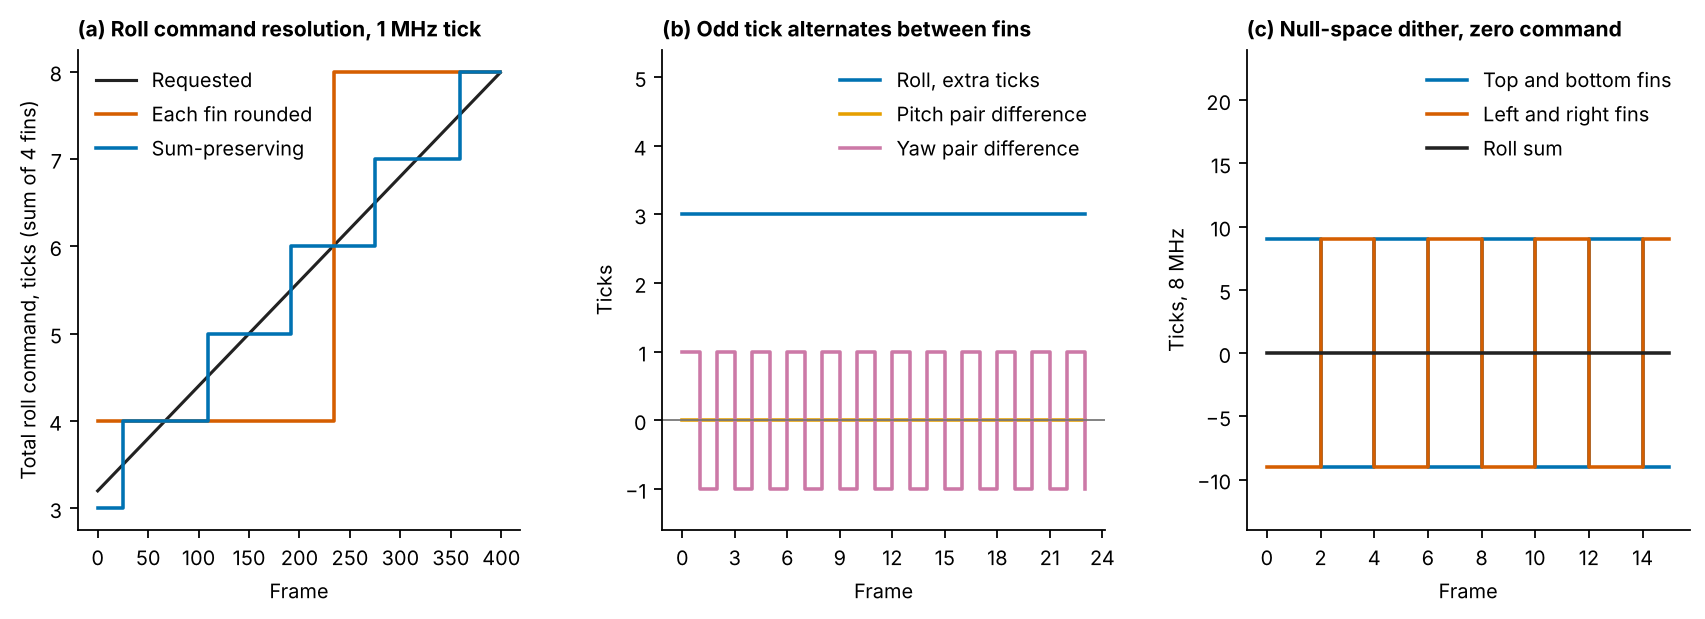 (a) Roll command resolution, 1 MHz tick
Total roll command, ticks (sum of 4 fins)
8
7
6
5
4
3
Requested
Each fin rounded
Sum-preserving
0 50 100 150 200 250 300 350 400
Frame
(b) Odd tick alternates between fins
Ticks
5
4
3
2
1
0
−1
Roll, extra ticks
Pitch pair difference
Yaw pair difference
0 3 6 9 12 15 18 21 24
Frame
(c) Null-space dither, zero command
Ticks, 8 MHz
20
15
10
5
0
−5
−10
Top and bottom fins
Left and right fins
Roll sum
0 2 4 6 8 10 12 14
Frame